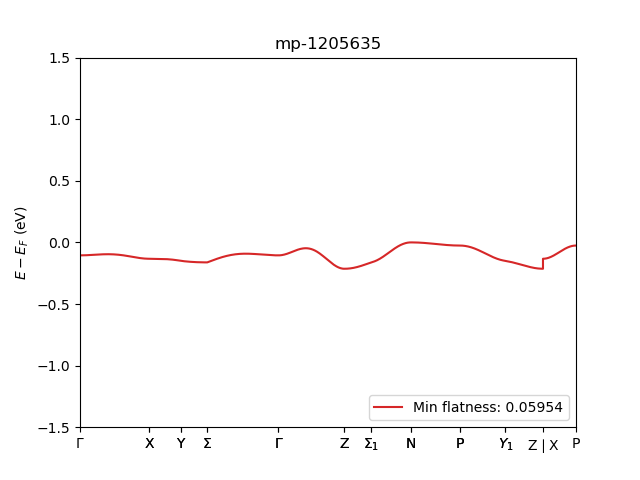 mp-1205635
E − E_F (eV)
1.5
1.0
0.5
0.0
−0.5
−1.0
−1.5
Min flatness: 0.05954
Γ X Y Σ Γ Z Σ₁ N P Y₁ Z | X P